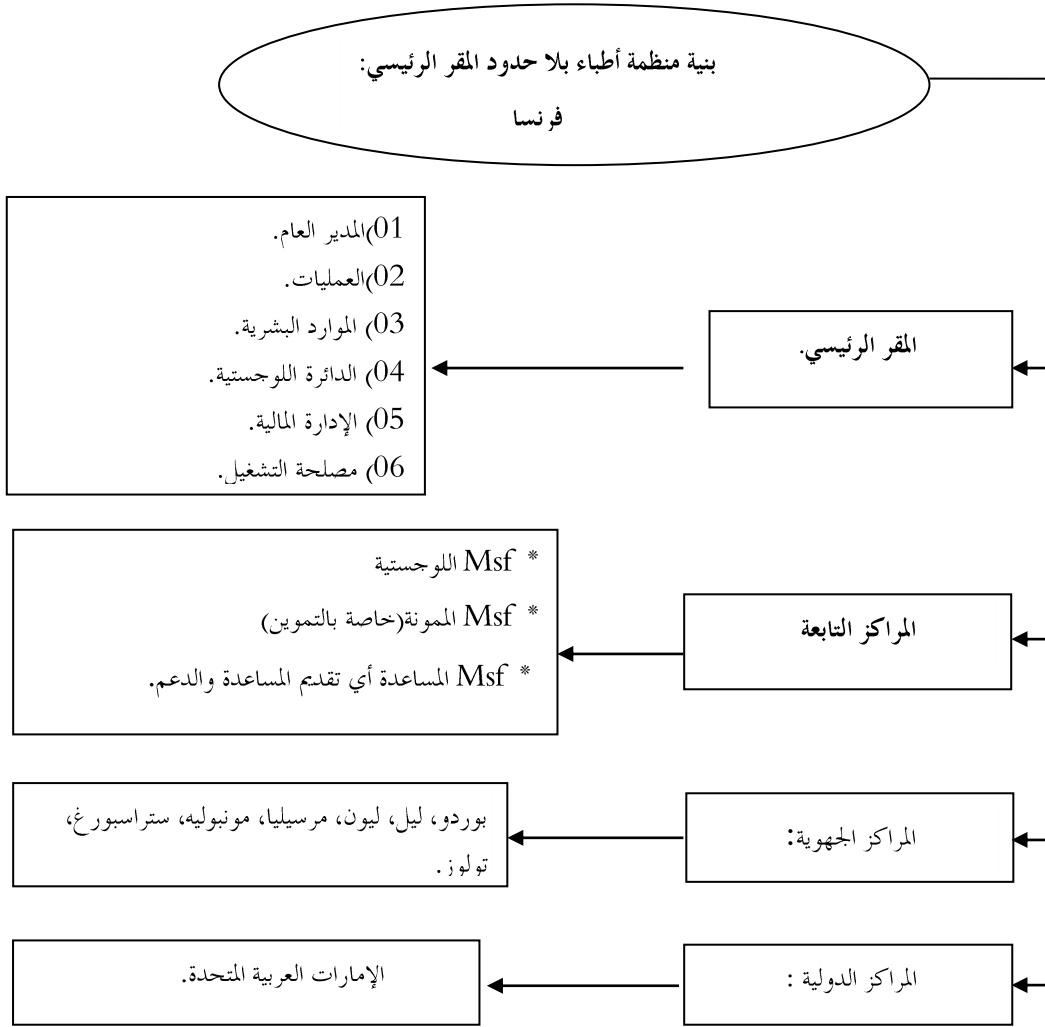 بنية منظمة أطباء بلا حدود المقر الرئيسي:
فرنسا
المقر الرئيسي.
01)المدير العام.
02)العمليات.
03) الموارد البشرية.
04) الدائرة اللوجستية.
05) الإدارة المالية.
06) مصلحة التشغيل.
المراكز التابعة
* Msf اللوجستية
* Msf الممونة(خاصة بالتموين)
* Msf المساعدة أي تقديم المساعدة والدعم.
المراكز الجهوية:
بوردو، ليل، ليون، مرسيليا، مونبوليه، ستراسبورغ،
تولوز.
المراكز الدولية :
الإمارات العربية المتحدة.